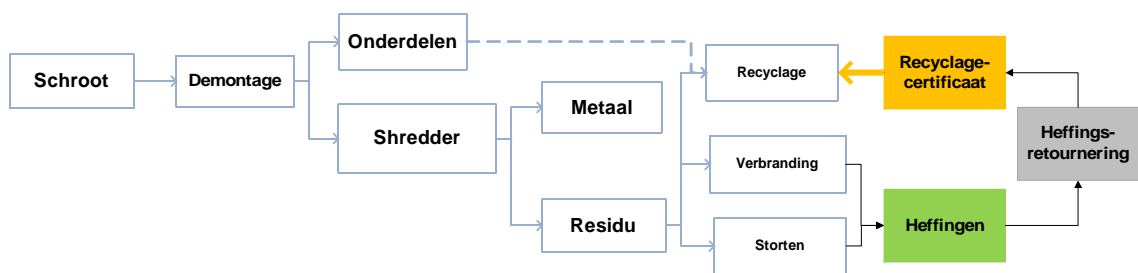 Schroot
Demontage
Onderdelen
Shredder
Metaal
Residu
Recyclage
Verbranding
Storten
Recyclage-
certificaat
Heffingen
Heffings-
retournering